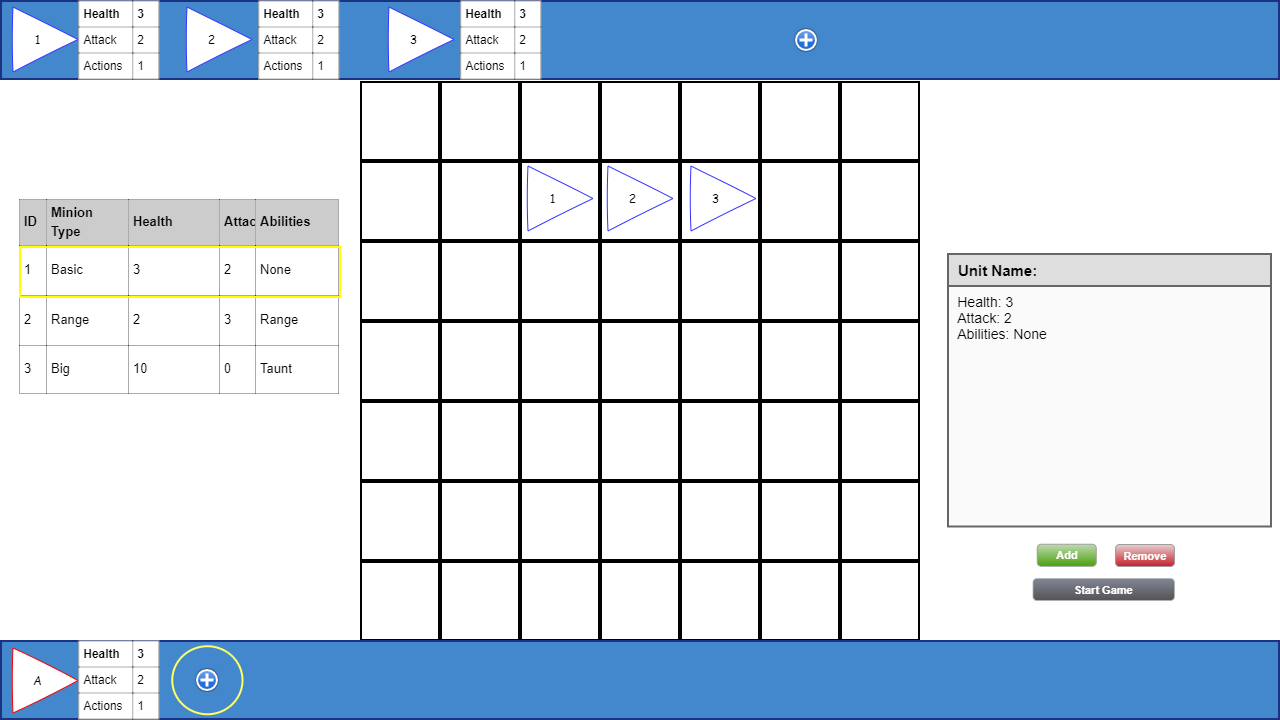 1 Health 3 2 Health 3 3 Health 3
Attack 2 Attack 2 Attack 2
Actions 1 Actions 1 Actions 1
ID Minion Type Health Attac Abilities
1 Basic 3 2 None
2 Range 2 3 Range
3 Big 10 0 Taunt
1 2 3
Unit Name:
Health: 3
Attack: 2
Abilities: None
Add Remove
Start Game
A Health 3
Attack 2
Actions 1